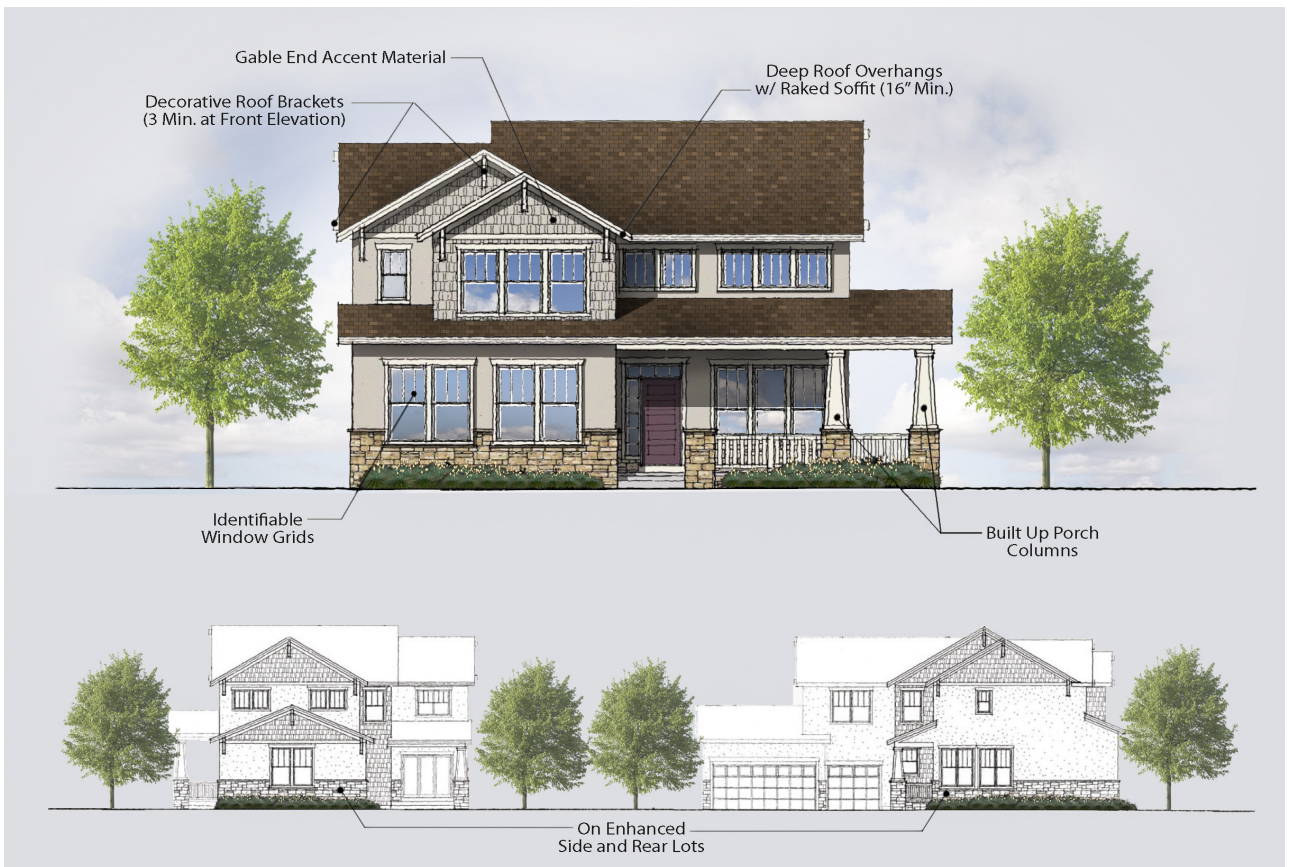 Gable End Accent Material
Decorative Roof Brackets
(3 Min. at Front Elevation)
Deep Roof Overhangs
w/ Raked Soffit (16” Min.)
Identifiable
Window Grids
Built Up Porch
Columns
On Enhanced
Side and Rear Lots